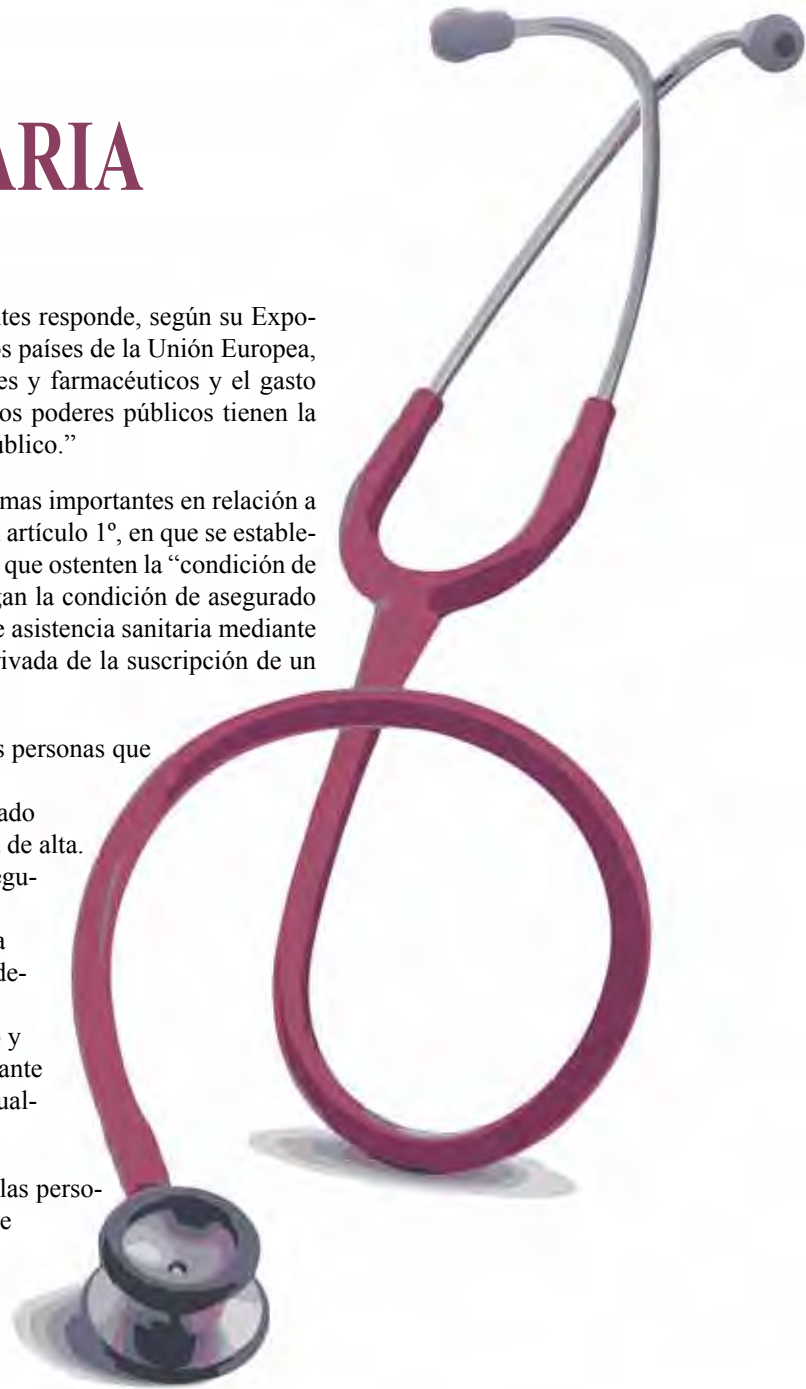 ARIA
ntes responde, según su Expo-
os países de la Unión Europea,
es y farmacéuticos y el gasto
os poderes públicos tienen la
úblico.”
mas importantes en relación a
artículo 1º, en que se estable-
que ostenten la “condición de
gan la condición de asegurado
e asistencia sanitaria mediante
rivada de la suscripción de un
s personas que
ado
de alta.
egu-
a
de-
y
ante
ual-
las perso-
e